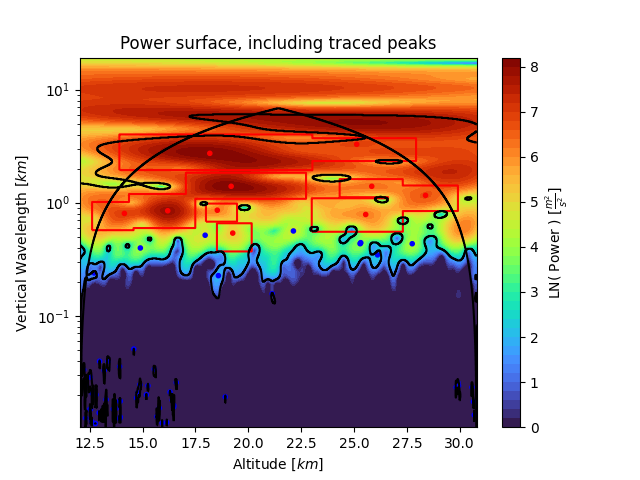 Power surface, including traced peaks
Vertical Wavelength [km]
10¹
10⁰
10⁻¹
12.5 15.0 17.5 20.0 22.5 25.0 27.5 30.0
Altitude [km]
8
7
6
5
4
3
2
1
0
LN( Power ) [m²/s²]